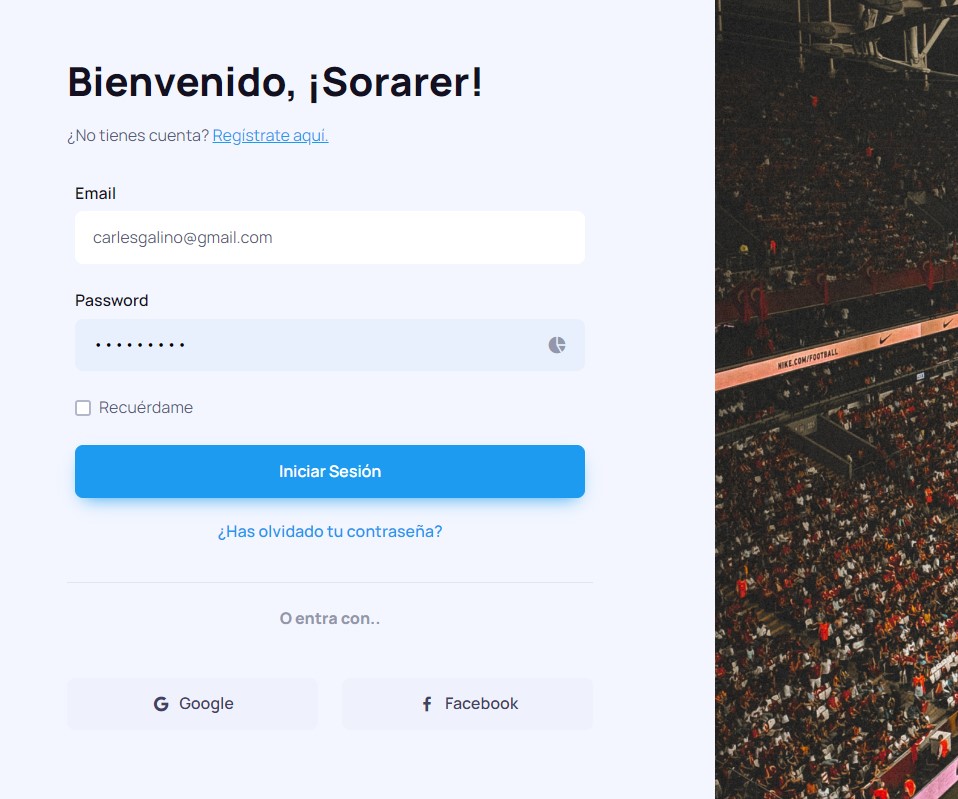 Bienvenido, ¡Sorarer!
¿No tienes cuenta? Regístrate aquí.
Email
carlesgalino@gmail.com
Password
•••••••••
Recuérdame
Iniciar Sesión
¿Has olvidado tu contraseña?
O entra con..
Google
Facebook
NIKE.COM/FOOTBALL